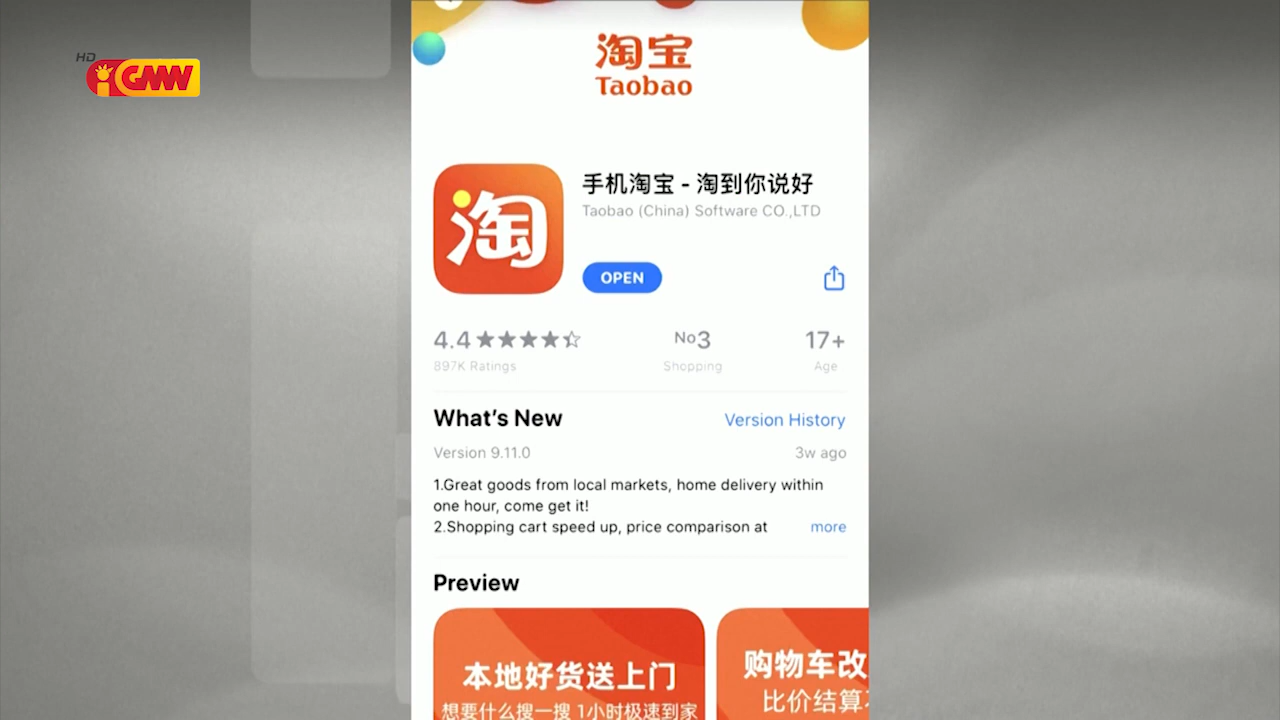 HD
iGMW
淘宝
Taobao
淘
手机淘宝 - 淘到你说好
Taobao (China) Software CO.,LTD
OPEN
4.4
No3
17+
897K Ratings
Shopping
Age
What's New
Version History
Version 9.11.0
3w ago
1.Great goods from local markets, home delivery within
one hour, come get it!
2.Shopping cart speed up, price comparison at
more
Preview
本地好货送上门
购物车改
想要什么搜一搜 1小时极速到家
比价结算